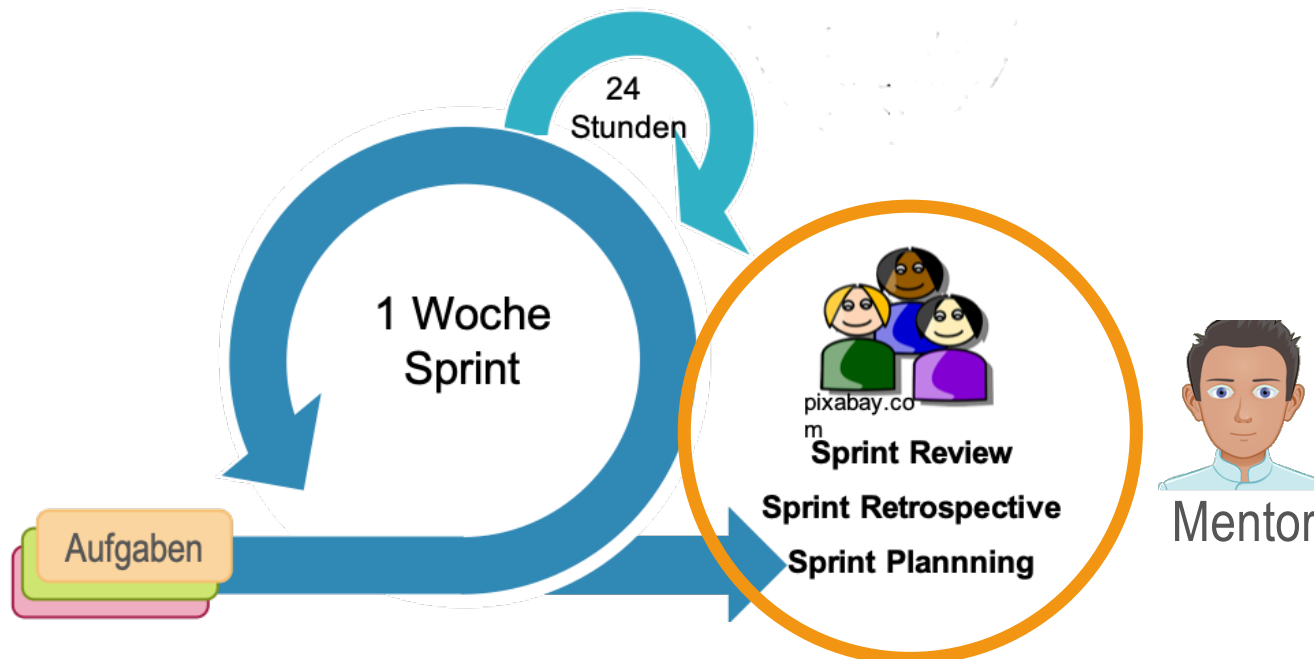 24
Stunden
1 Woche
Sprint
pixabay.co
m
Sprint Review
Sprint Retrospective
Sprint Plannning
Mentor
Aufgaben